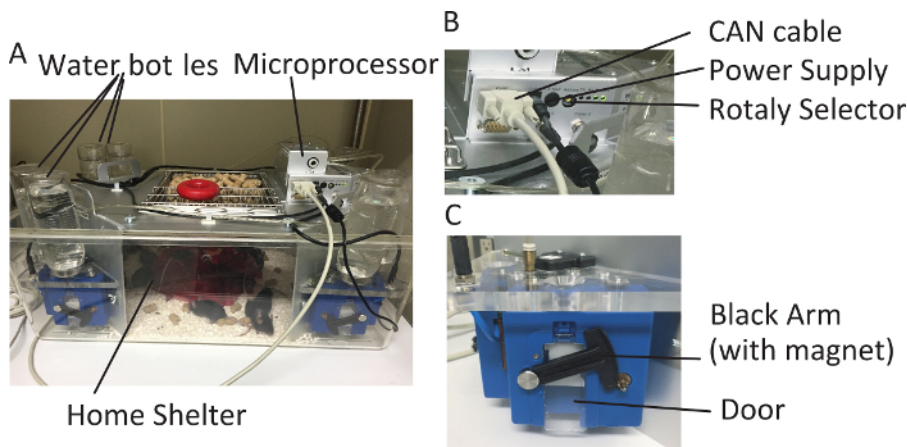 A
Water bot les
Microprocessor
Home Shelter
B
CAN cable
Power Supply
Rotaly Selector
C
Black Arm
(with magnet)
Door